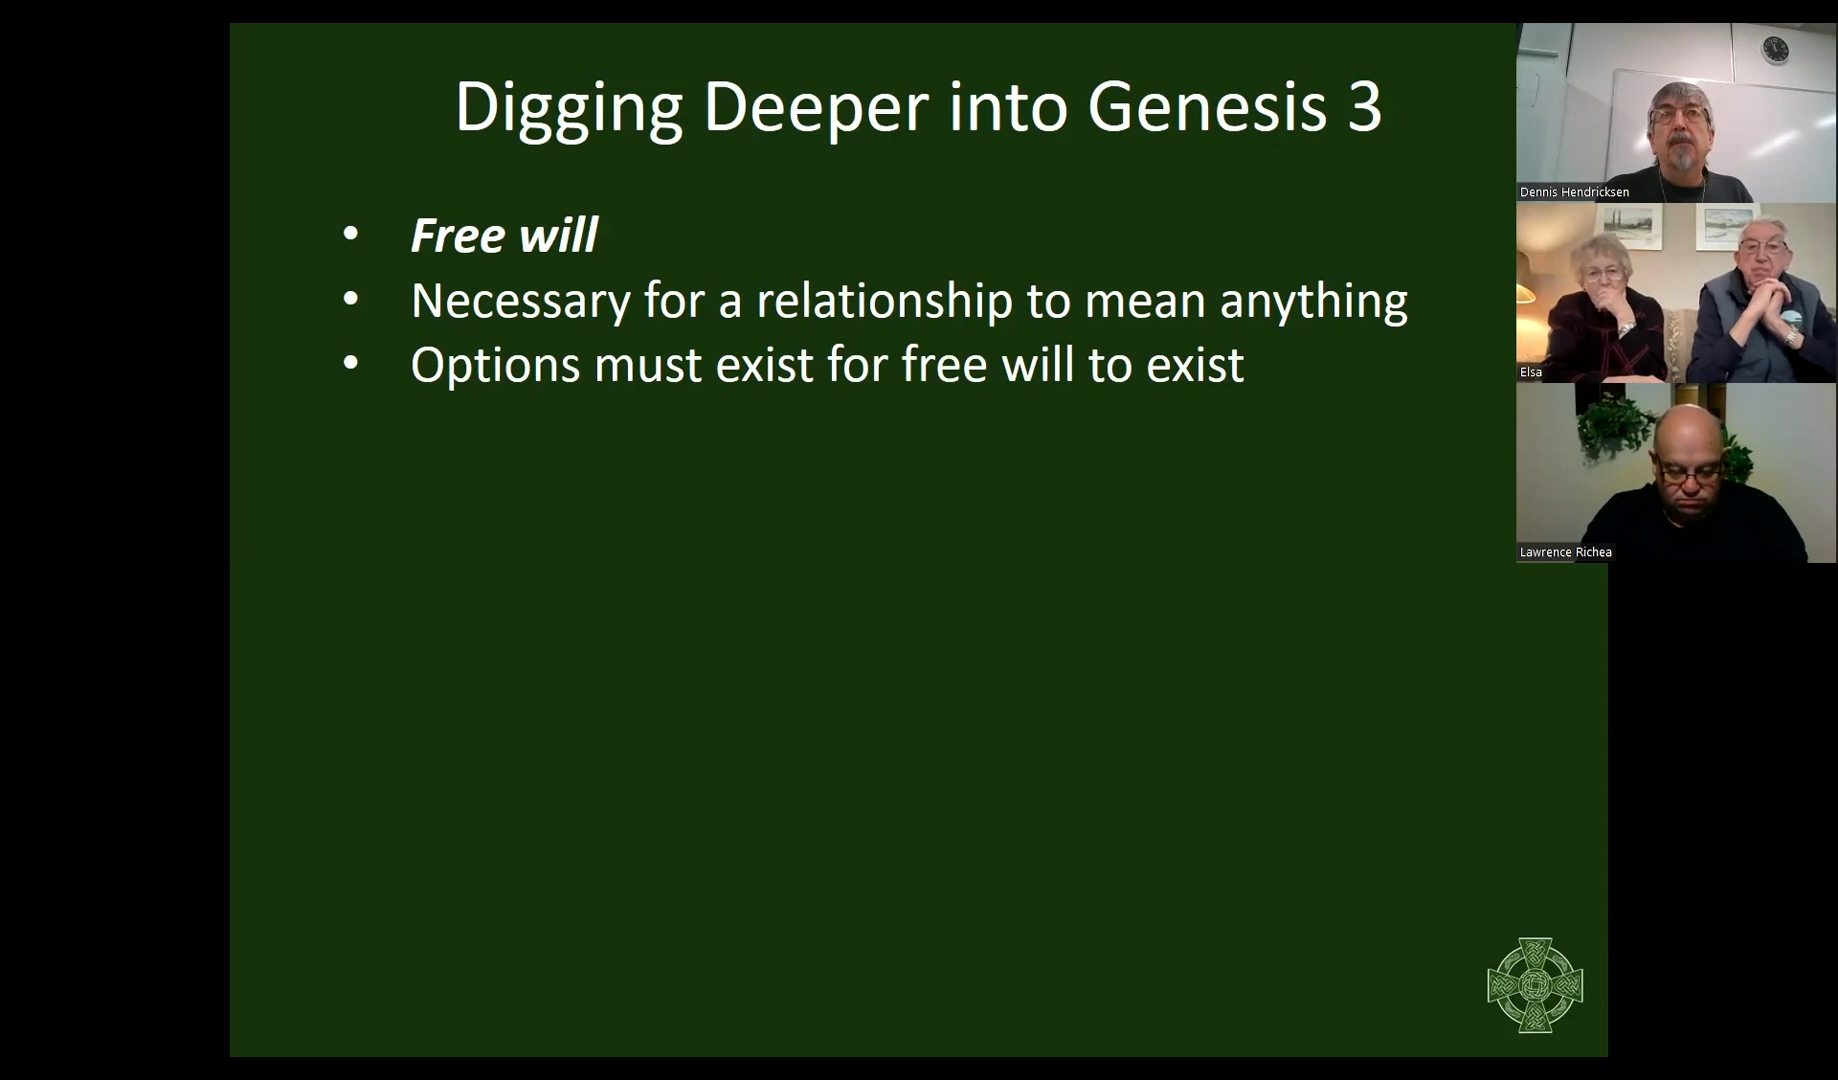 Digging Deeper into Genesis 3
• Free will
• Necessary for a relationship to mean anything
• Options must exist for free will to exist
Dennis Hendricksen
Elsa
Lawrence Richea